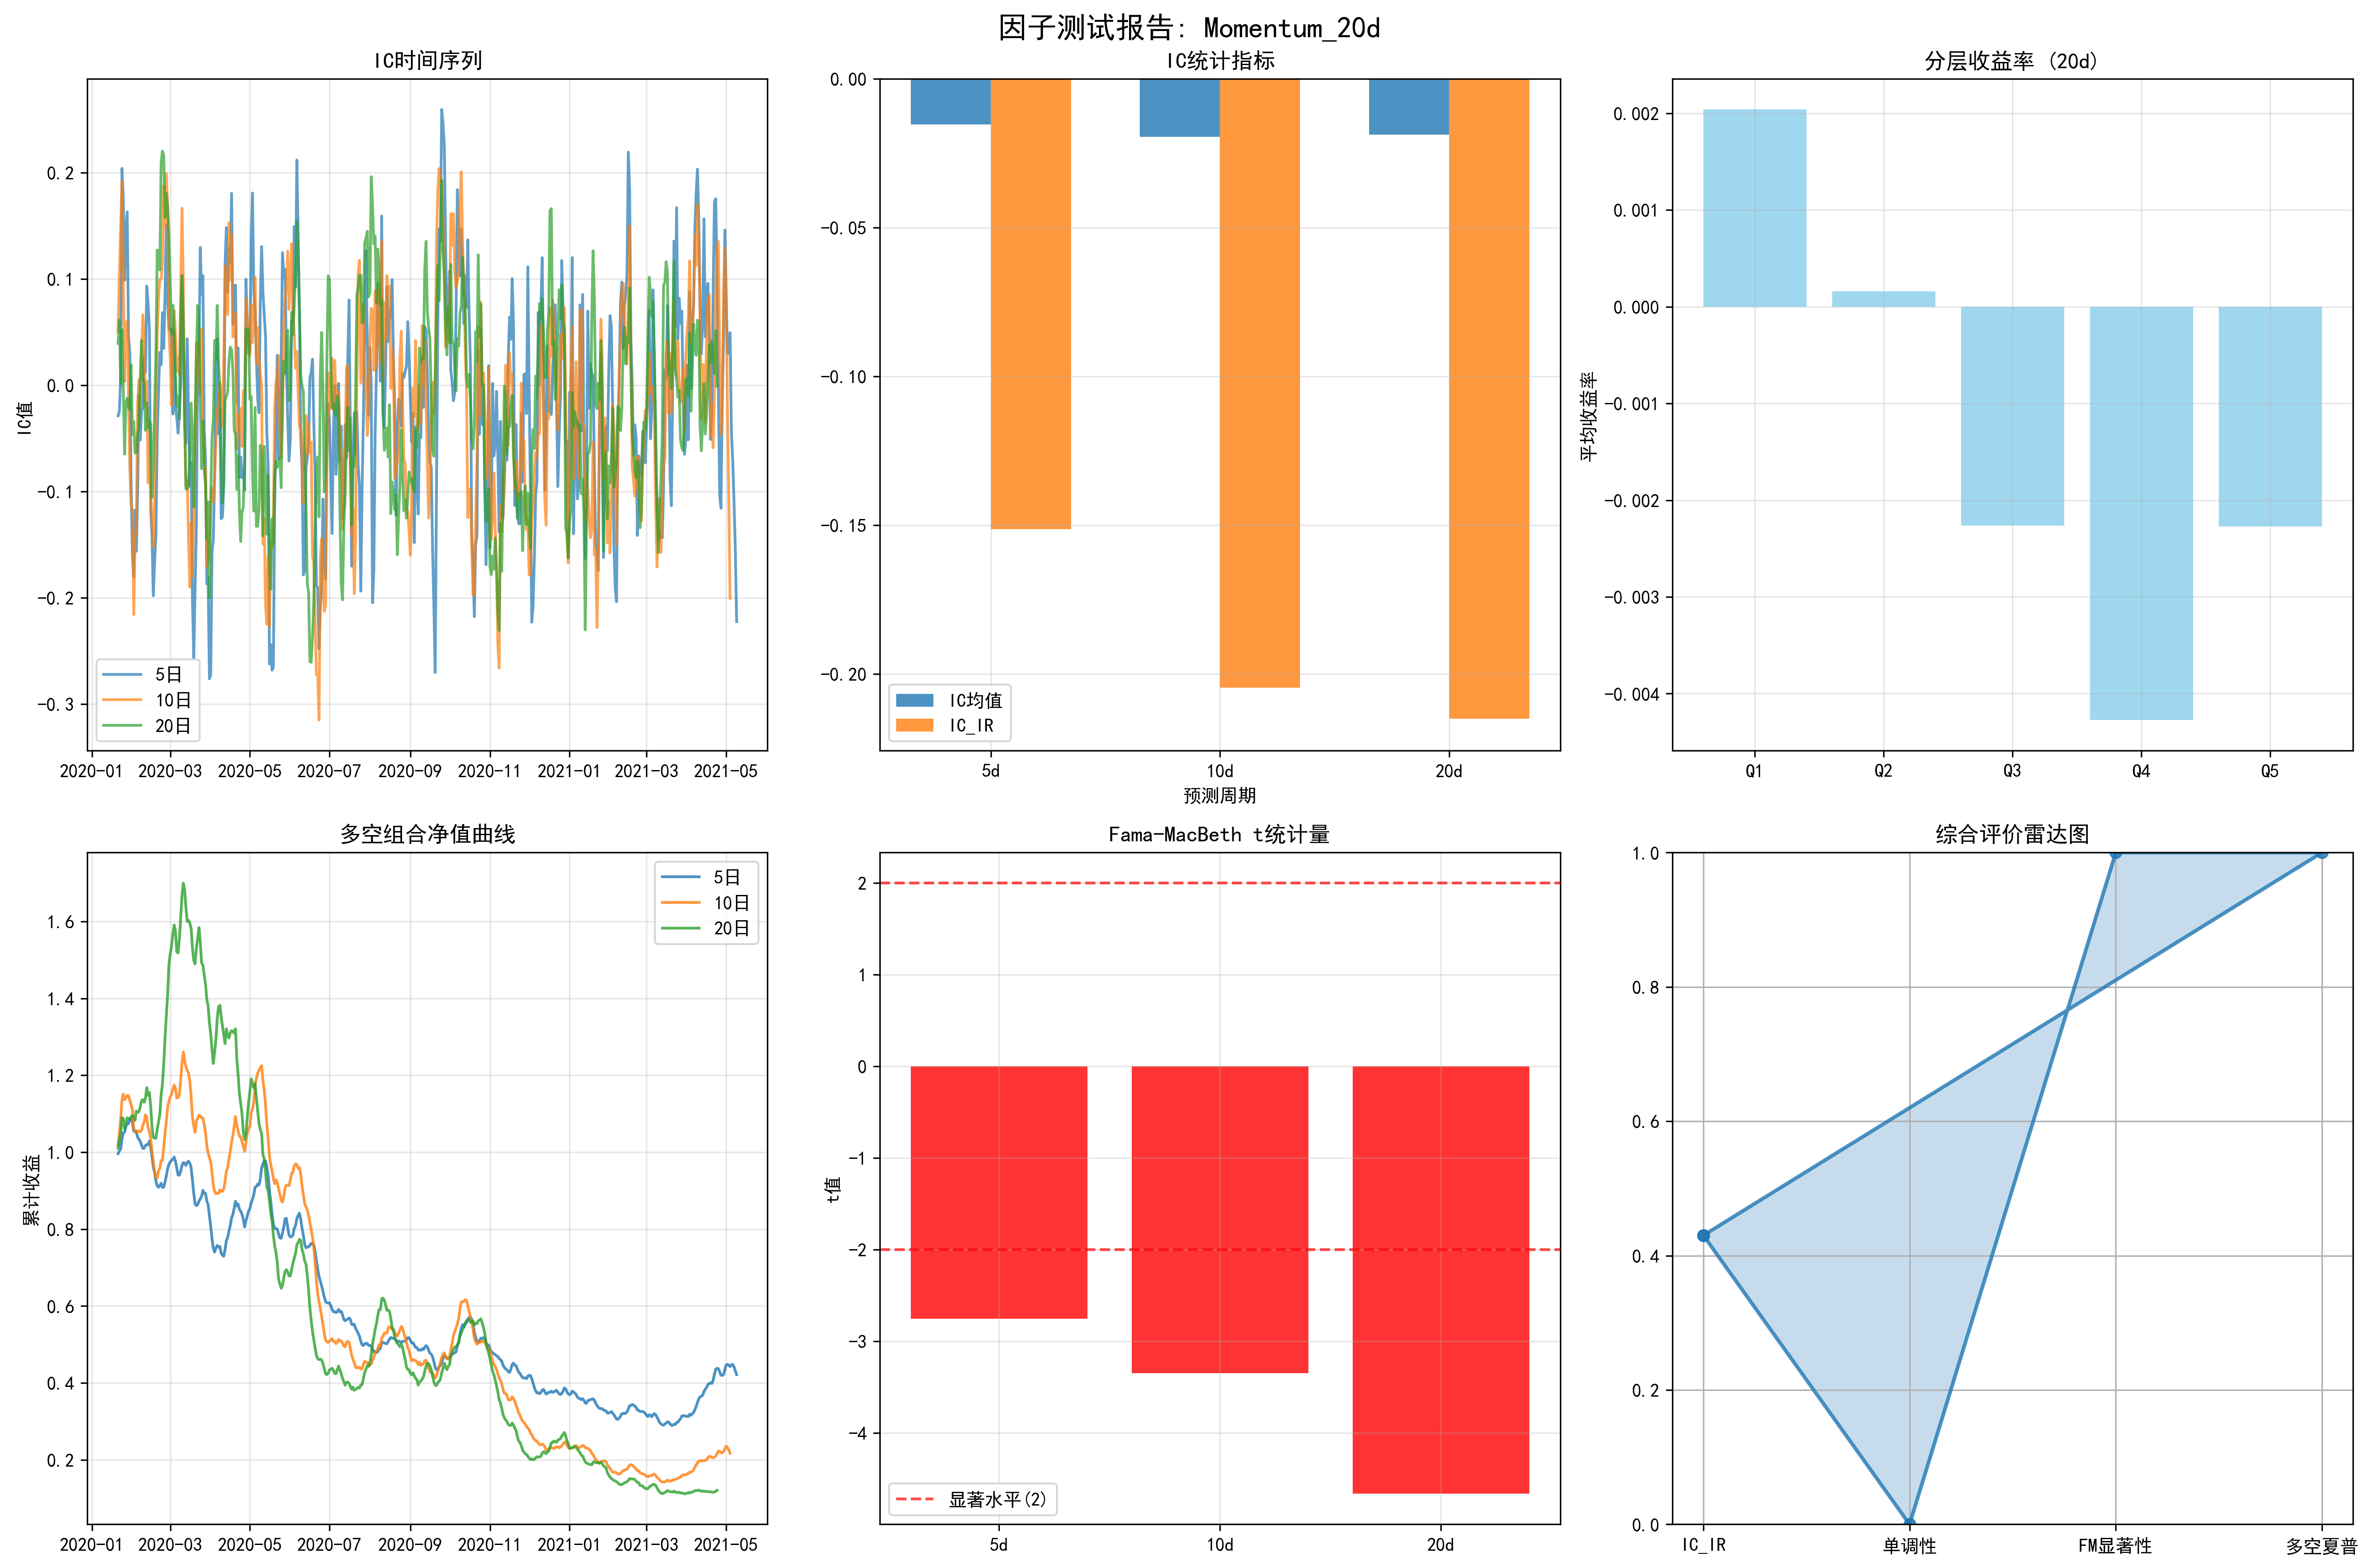 因子测试报告: Momentum_20d
IC时间序列
IC值
0.2
0.1
0.0
-0.1
-0.2
-0.3
5日
10日
20日
2020-01 2020-03 2020-05 2020-07 2020-09 2020-11 2021-01 2021-03 2021-05
IC统计指标
0.00
-0.05
-0.10
-0.15
-0.20
IC均值
IC_IR
5d 10d 20d
预测周期
分层收益率 (20d)
平均收益率
0.002
0.001
0.000
-0.001
-0.002
-0.003
-0.004
Q1 Q2 Q3 Q4 Q5
多空组合净值曲线
累计收益
1.6
1.4
1.2
1.0
0.8
0.6
0.4
0.2
5日
10日
20日
2020-01 2020-03 2020-05 2020-07 2020-09 2020-11 2021-01 2021-03 2021-05
Fama-MacBeth t统计量
t值
2
1
0
-1
-2
-3
-4
显著水平(2)
5d 10d 20d
综合评价雷达图
1.0
0.8
0.6
0.4
0.2
0.0
IC_IR 单调性 FM显著性 多空夏普